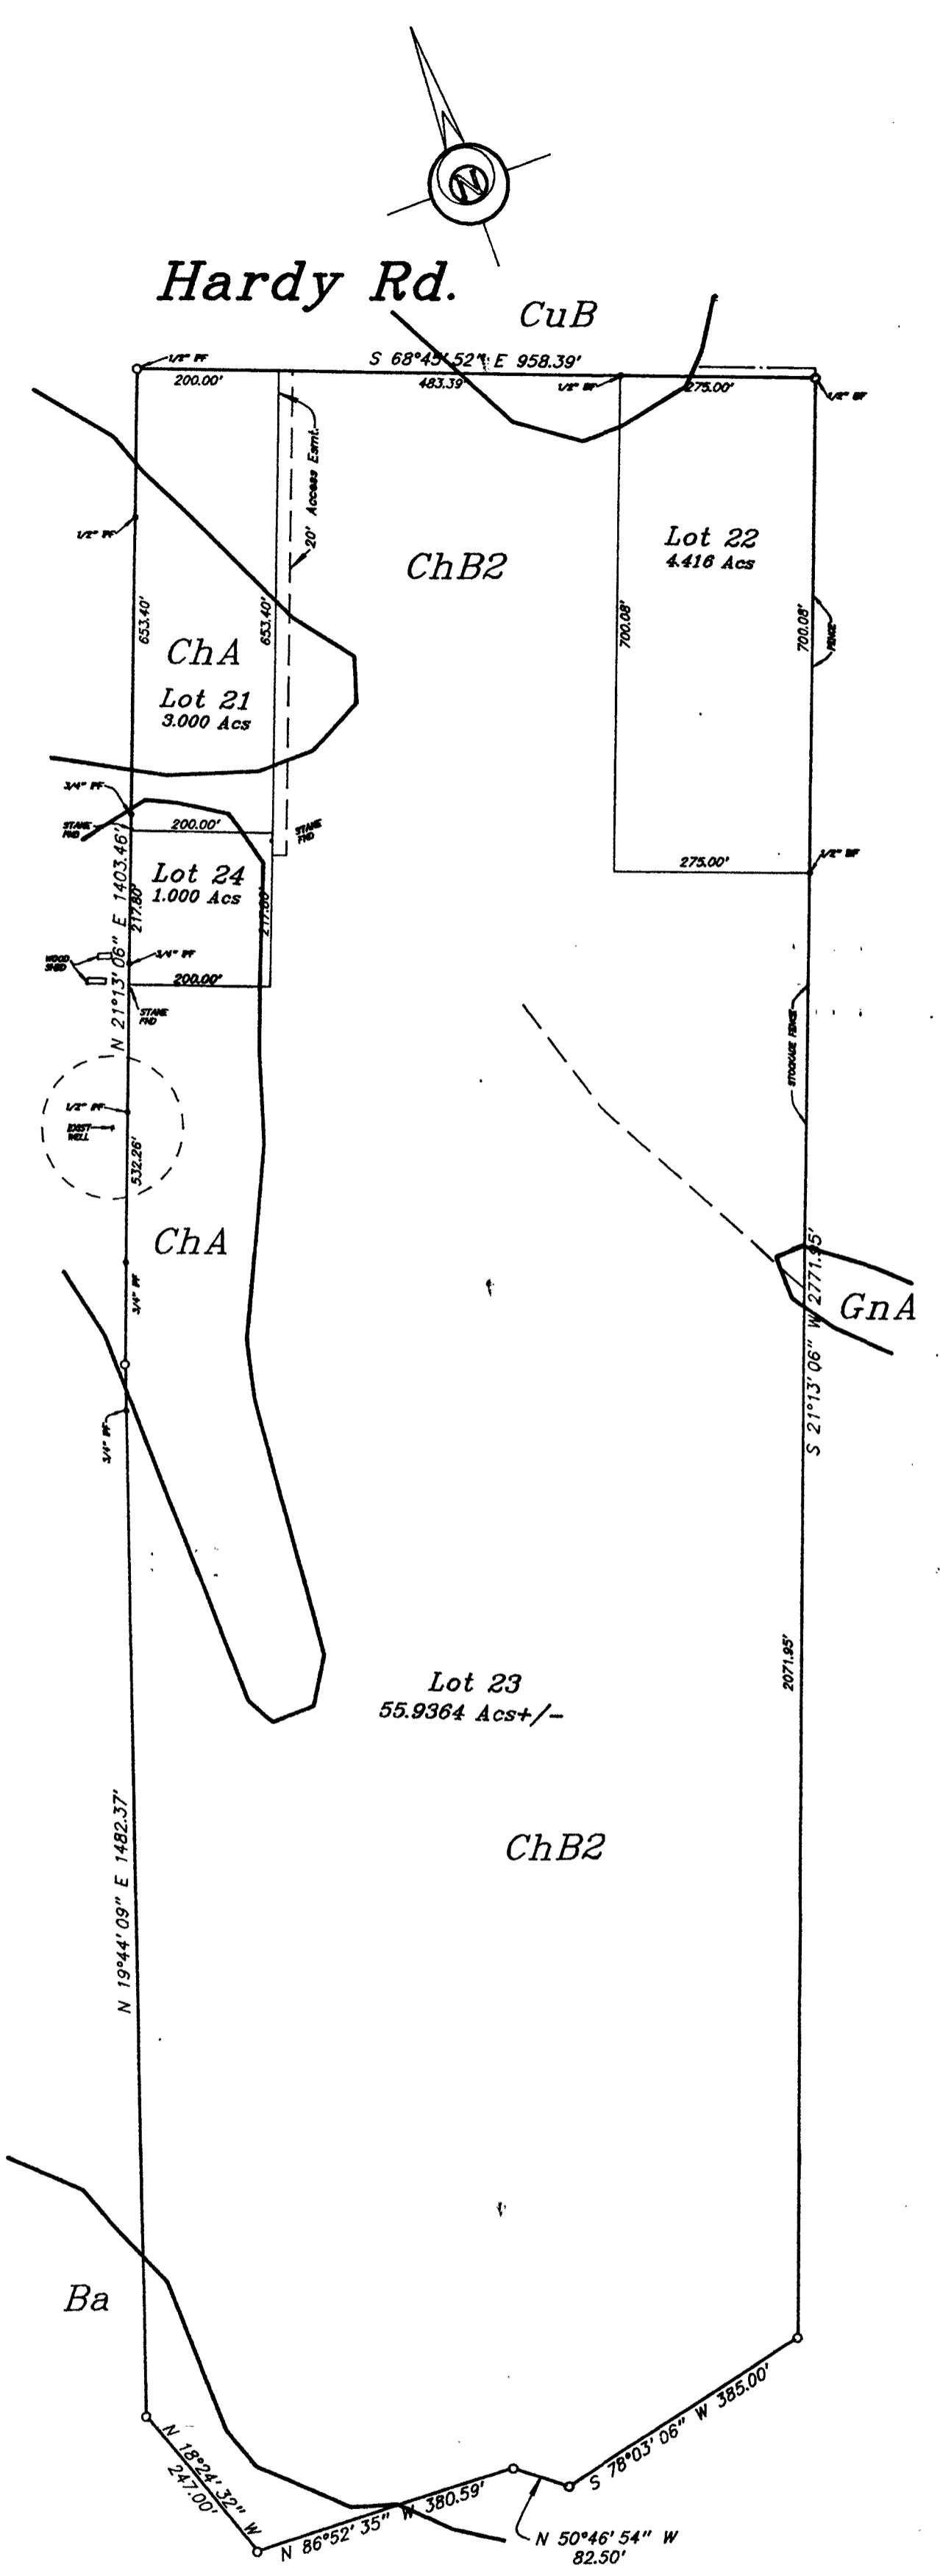 N
Hardy Rd.
CuB
S 68°45' 52" E 958.39'
1/2" PF
200.00'
483.39'
1/2" BF
275.00'
1/2" BF
20' Access Esmt.
1/2" PF
ChB2
Lot 22
4.416 Acs
653.40'
653.40'
700.08'
700.08'
FENCE
ChA
Lot 21
3.000 Acs
3/4" PF
STAKE
FND
200.00'
STAKE
FND
Lot 24
1.000 Acs
217.80'
217.80'
275.00'
1/2" BF
N 21°13' 06" E 1403.46'
WOOD
SHED
3/4" PF
200.00'
STAKE
FND
STOCKADE FENCE
1/2" PF
EXIST
WELL
532.26'
ChA
3/4" PF
GnA
S 21°13' 06" W 2771.95'
3/4" PF
Lot 23
55.9364 Acs+/-
2071.95'
ChB2
N 19°44' 09" E 1482.37'
Ba
N 18°24' 32" W
247.00'
N 86°52' 35" W 380.59'
S 78°03' 06" W 385.00'
N 50°46' 54" W
82.50'